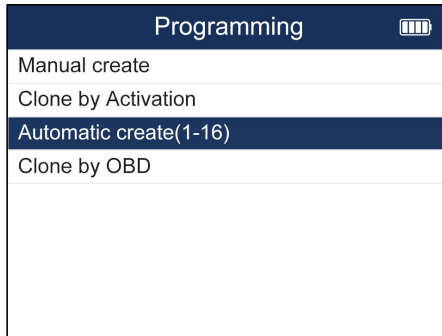 Programming
Manual create
Clone by Activation
Automatic create(1-16)
Clone by OBD